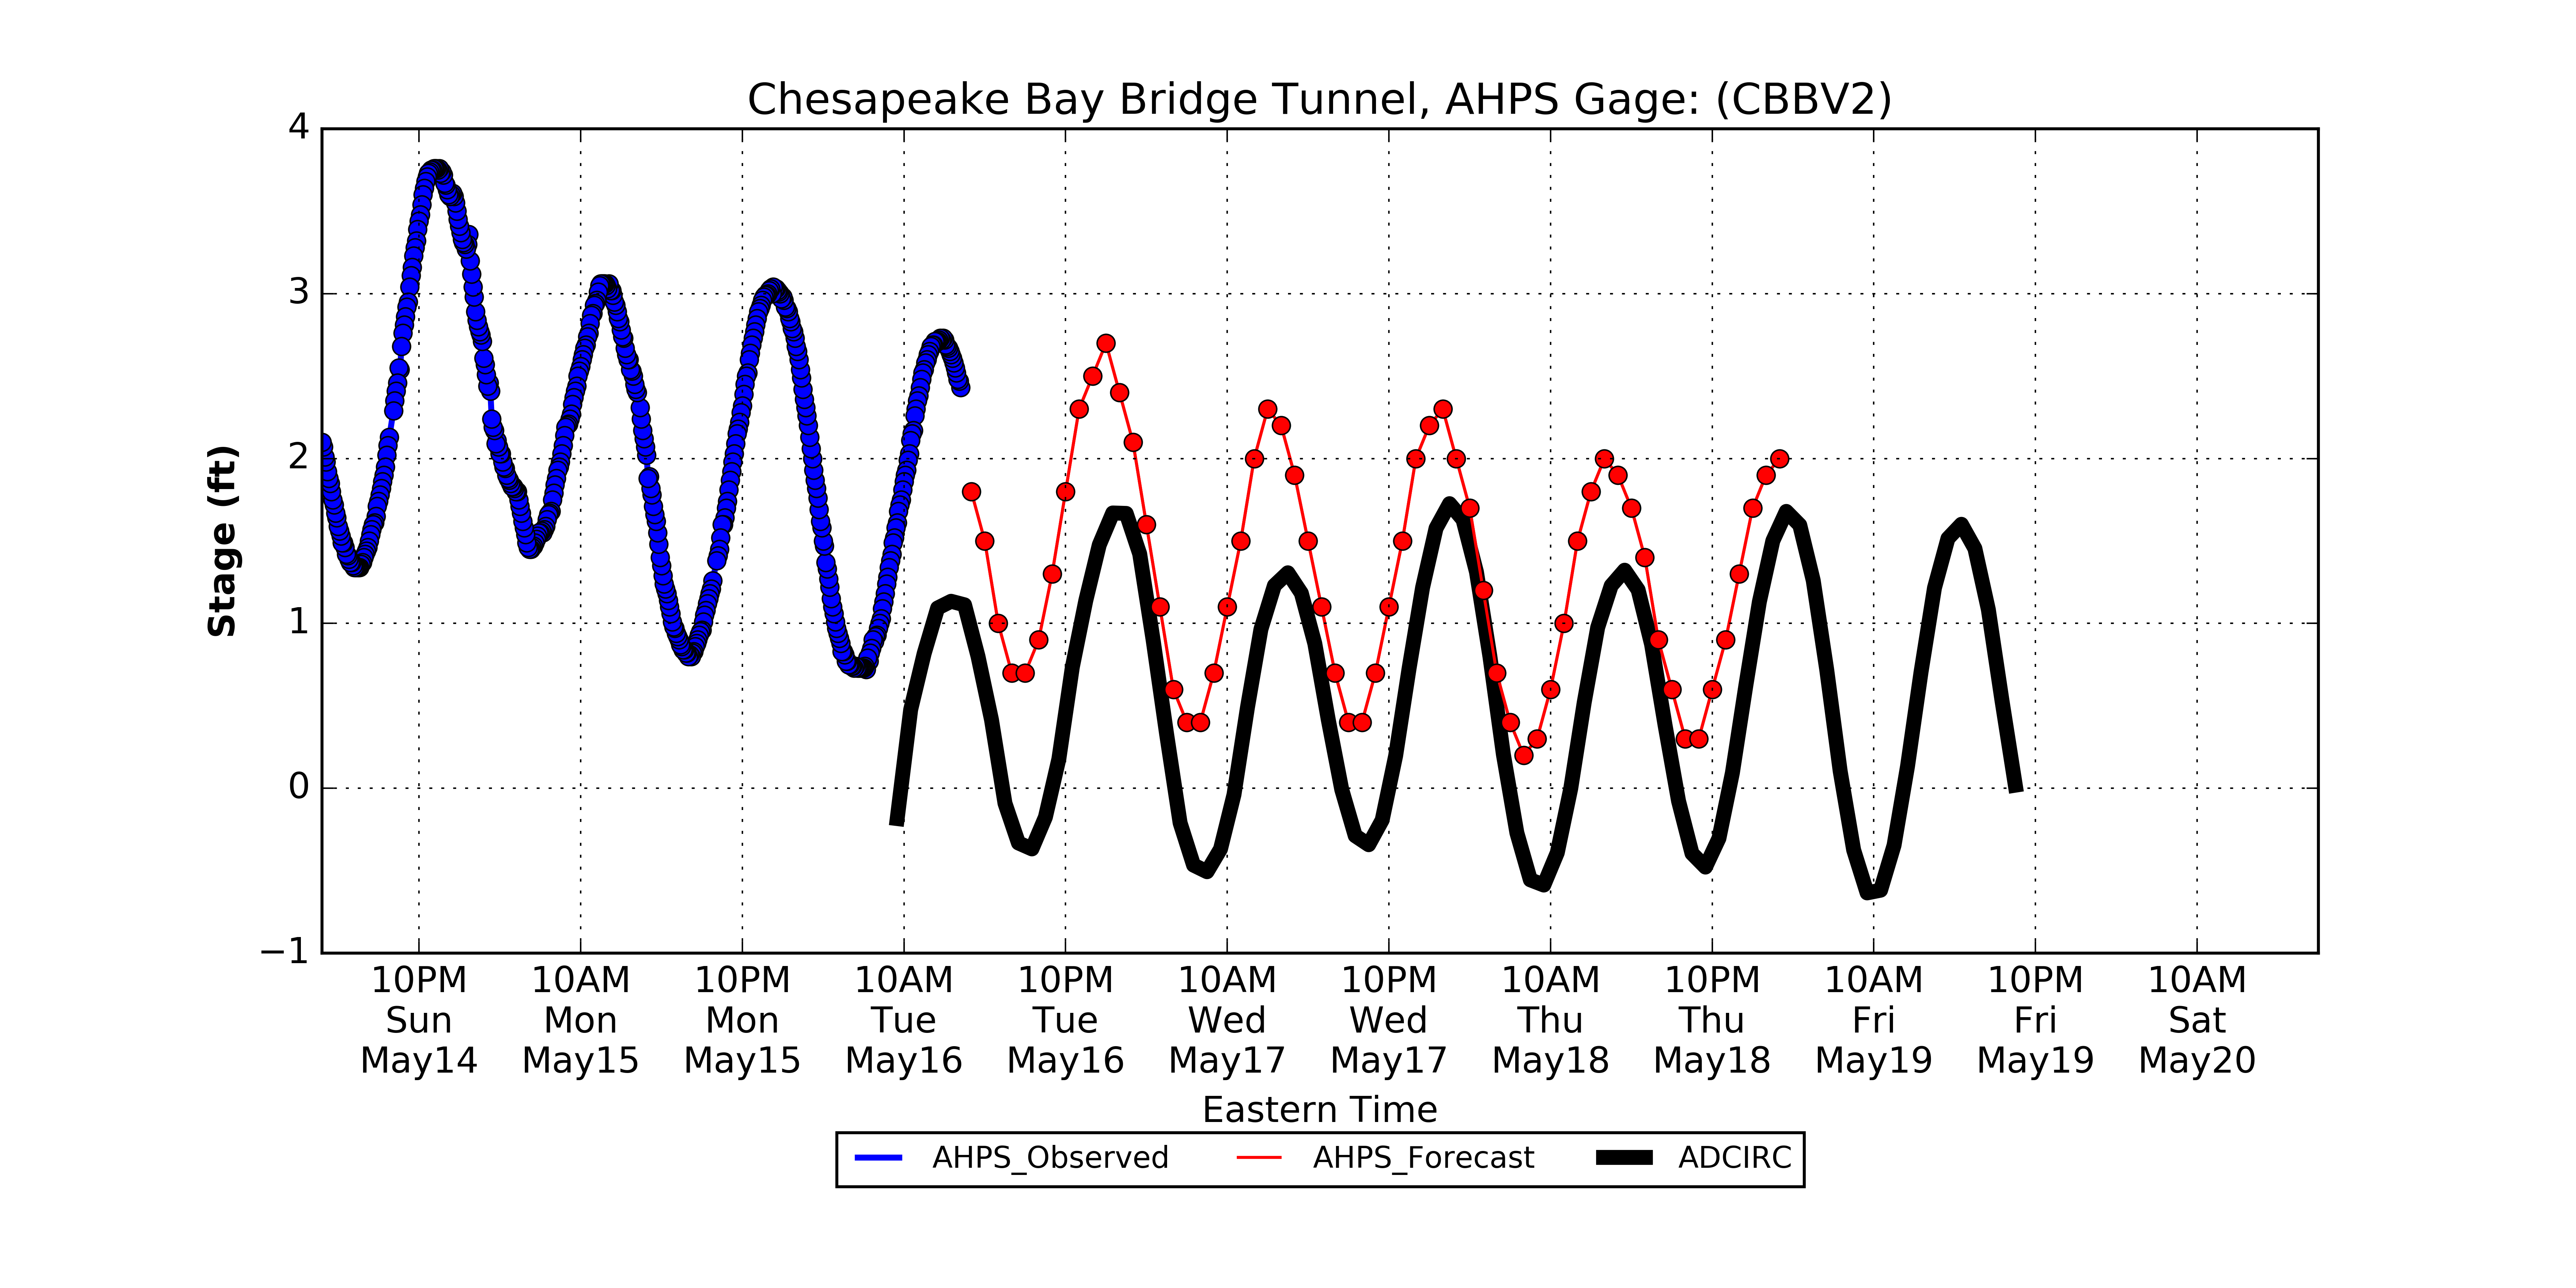 Chesapeake Bay Bridge Tunnel, AHPS Gage: (CBBV2)
4
3
2
1
0
−1
Stage (ft)
10PM 10AM 10PM 10AM 10PM 10AM 10PM 10AM 10PM 10AM 10PM 10AM
Sun Mon Mon Tue Tue Wed Wed Thu Thu Fri Fri Sat
May14 May15 May15 May16 May16 May17 May17 May18 May18 May19 May19 May20
Eastern Time
AHPS_Observed AHPS_Forecast ADCIRC